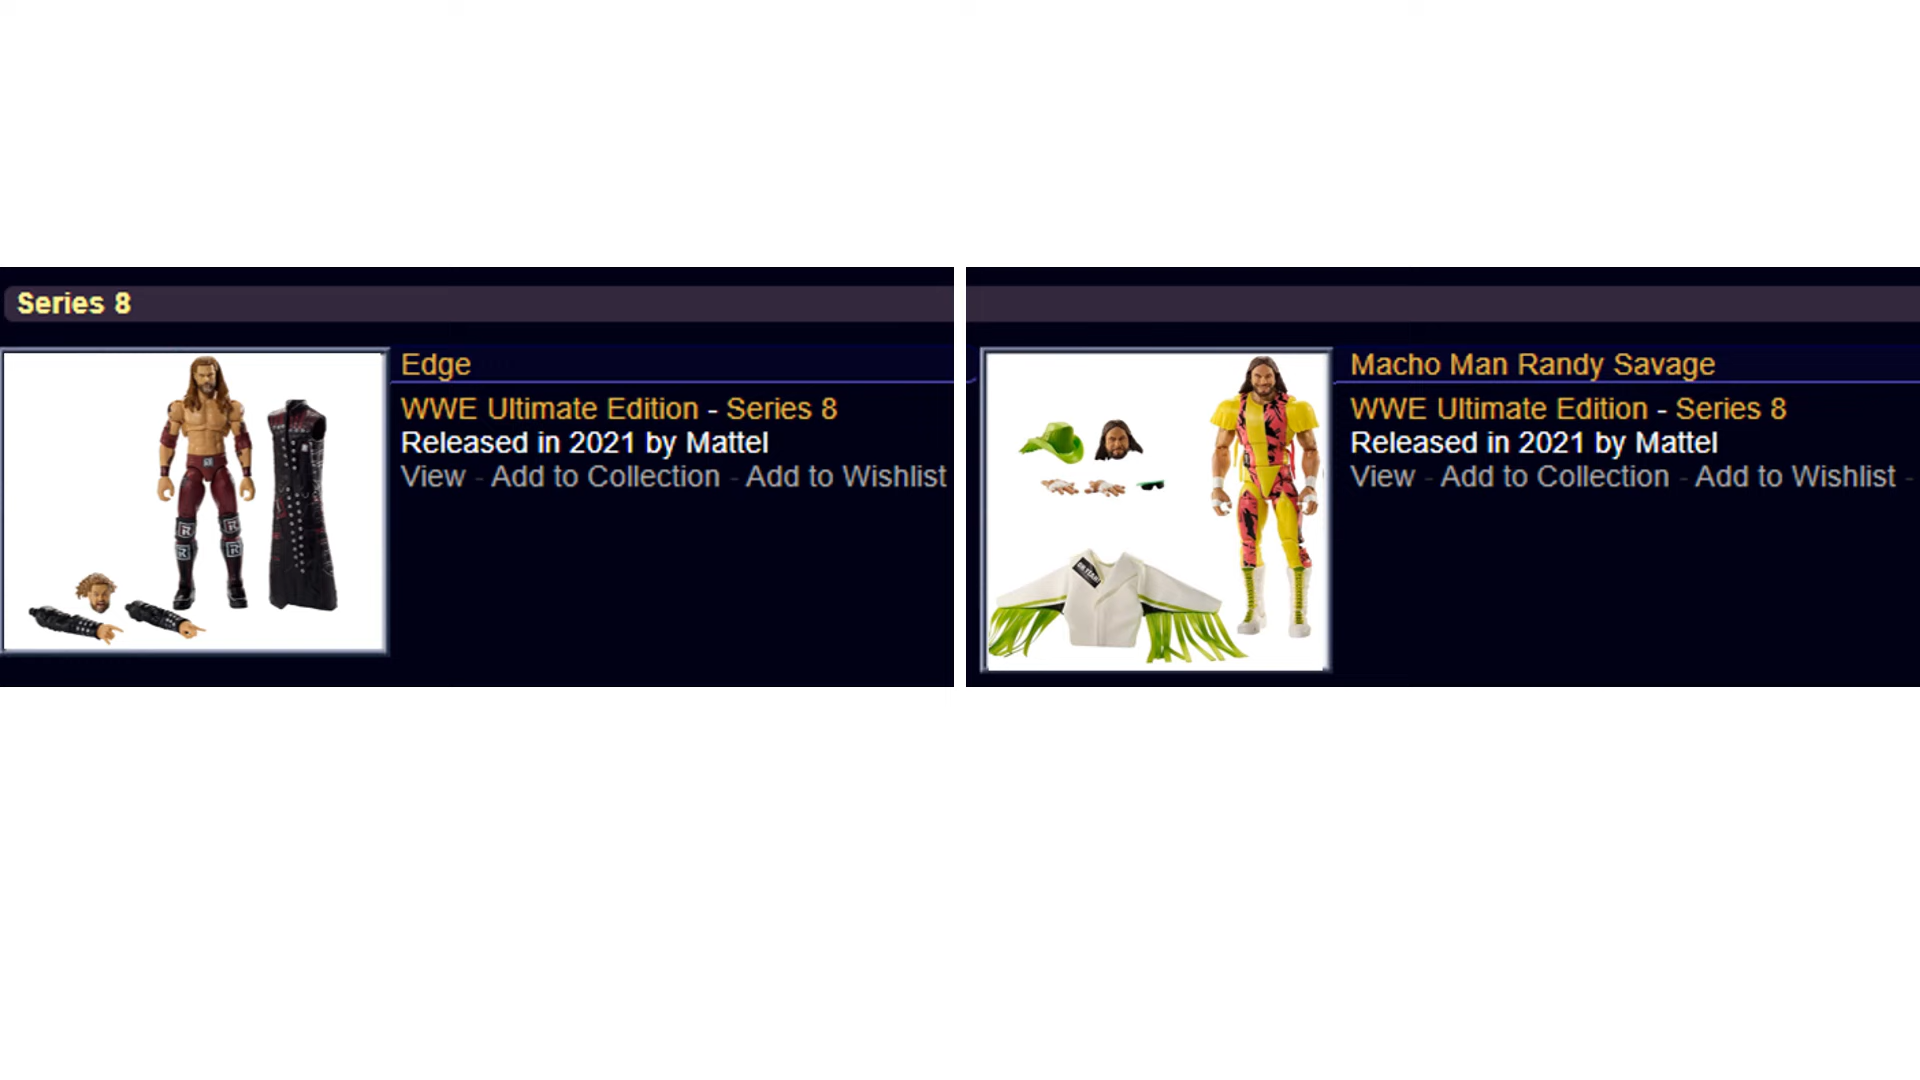 Series 8
Edge
WWE Ultimate Edition - Series 8
Released in 2021 by Mattel
View - Add to Collection - Add to Wishlist
Macho Man Randy Savage
WWE Ultimate Edition - Series 8
Released in 2021 by Mattel
View - Add to Collection - Add to Wishlist -